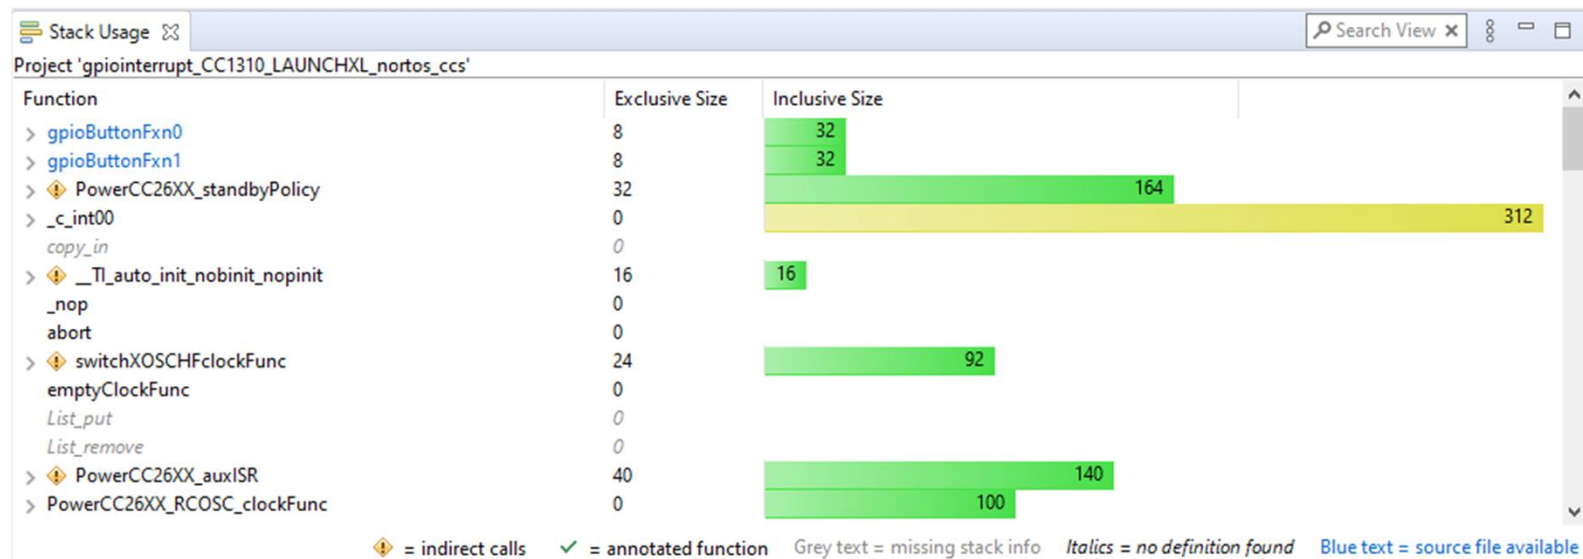 Stack Usage
Search View
Project 'gpiointerrupt_CC1310_LAUNCHXL_nortos_ccs'
Function Exclusive Size Inclusive Size
gpioButtonFxn0 8 32
gpioButtonFxn1 8 32
PowerCC26XX_standbyPolicy 32 164
_c_int00 0 312
copy_in 0
__TI_auto_init_nobinit_nopinit 16 16
_nop 0
abort 0
switchXOSCHFclockFunc 24 92
emptyClockFunc 0
List_put 0
List_remove 0
PowerCC26XX_auxISR 40 140
PowerCC26XX_RCOSC_clockFunc 0 100
= indirect calls ✓ = annotated function Grey text = missing stack info Italics = no definition found Blue text = source file available